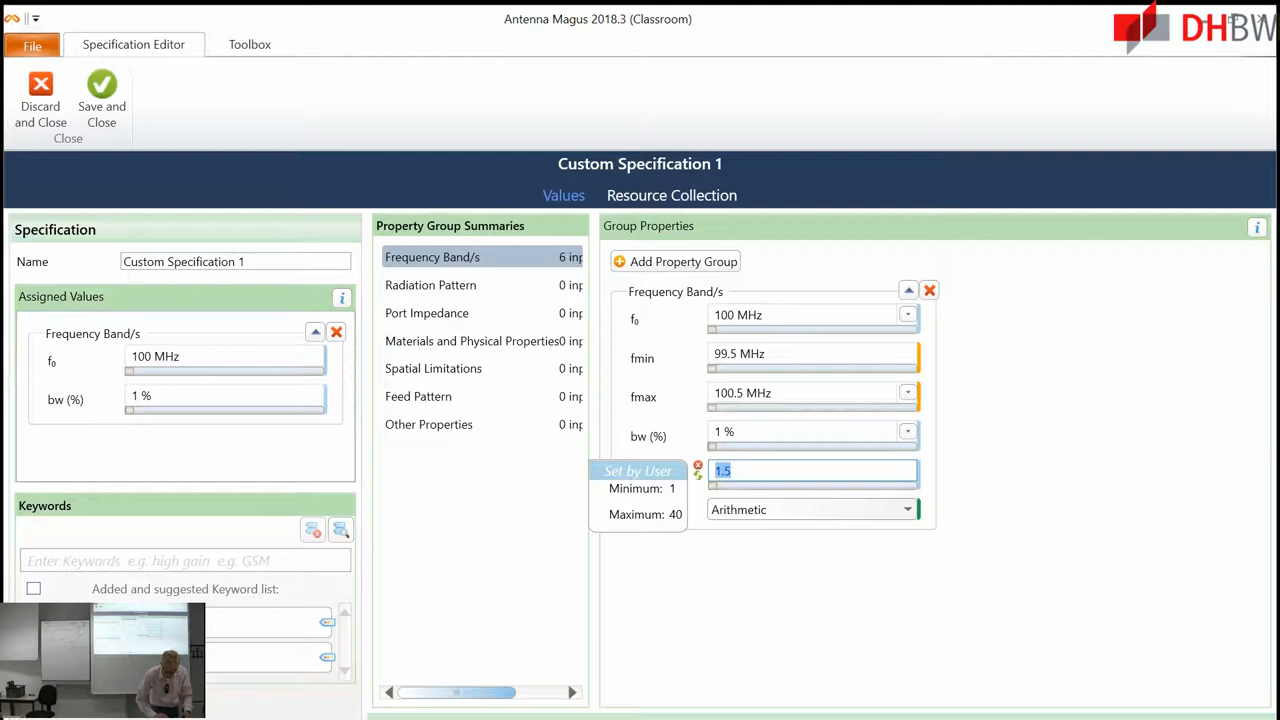 Antenna Magus 2018.3 (Classroom)
DHBW
File
Specification Editor
Toolbox
Discard and Close
Save and Close
Close
Custom Specification 1
Values
Resource Collection
Specification
Name
Custom Specification 1
Assigned Values
Frequency Band/s
f₀
100 MHz
bw (%)
1 %
Keywords
Enter Keywords e.g. high gain e.g. GSM
Added and suggested Keyword list:
Property Group Summaries
Frequency Band/s 6 inp
Radiation Pattern 0 inp
Port Impedance 0 inp
Materials and Physical Properties0 inp
Spatial Limitations 0 inp
Feed Pattern 0 inp
Other Properties 0 inp
Group Properties
Add Property Group
Frequency Band/s
f₀
100 MHz
fmin
99.5 MHz
fmax
100.5 MHz
bw (%)
1 %
Set by User
Minimum: 1
Maximum: 40
1.5
Arithmetic